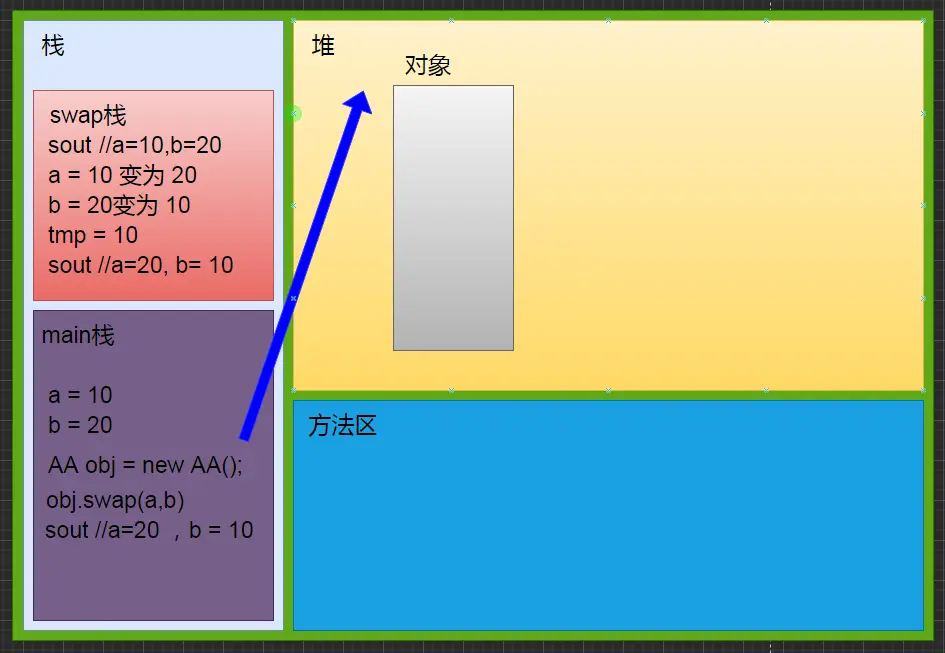 栈
swap栈
sout //a=10,b=20
a = 10 变为 20
b = 20变为 10
tmp = 10
sout //a=20, b= 10
main栈
a = 10
b = 20
AA obj = new AA();
obj.swap(a,b)
sout //a=20 ，b = 10
堆
对象
方法区